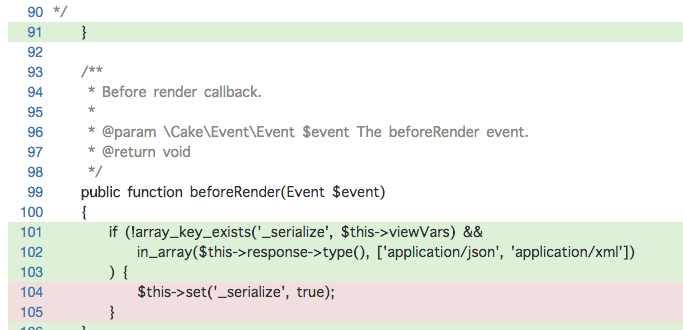 90 */
91 }
92
93 /**
94 * Before render callback.
95 *
96 * @param \Cake\Event\Event $event The beforeRender event.
97 * @return void
98 */
99 public function beforeRender(Event $event)
100 {
101 if (!array_key_exists('_serialize', $this->viewVars) &&
102 in_array($this->response->type(), ['application/json', 'application/xml'])
103 ) {
104 $this->set('_serialize', true);
105 }
106 }